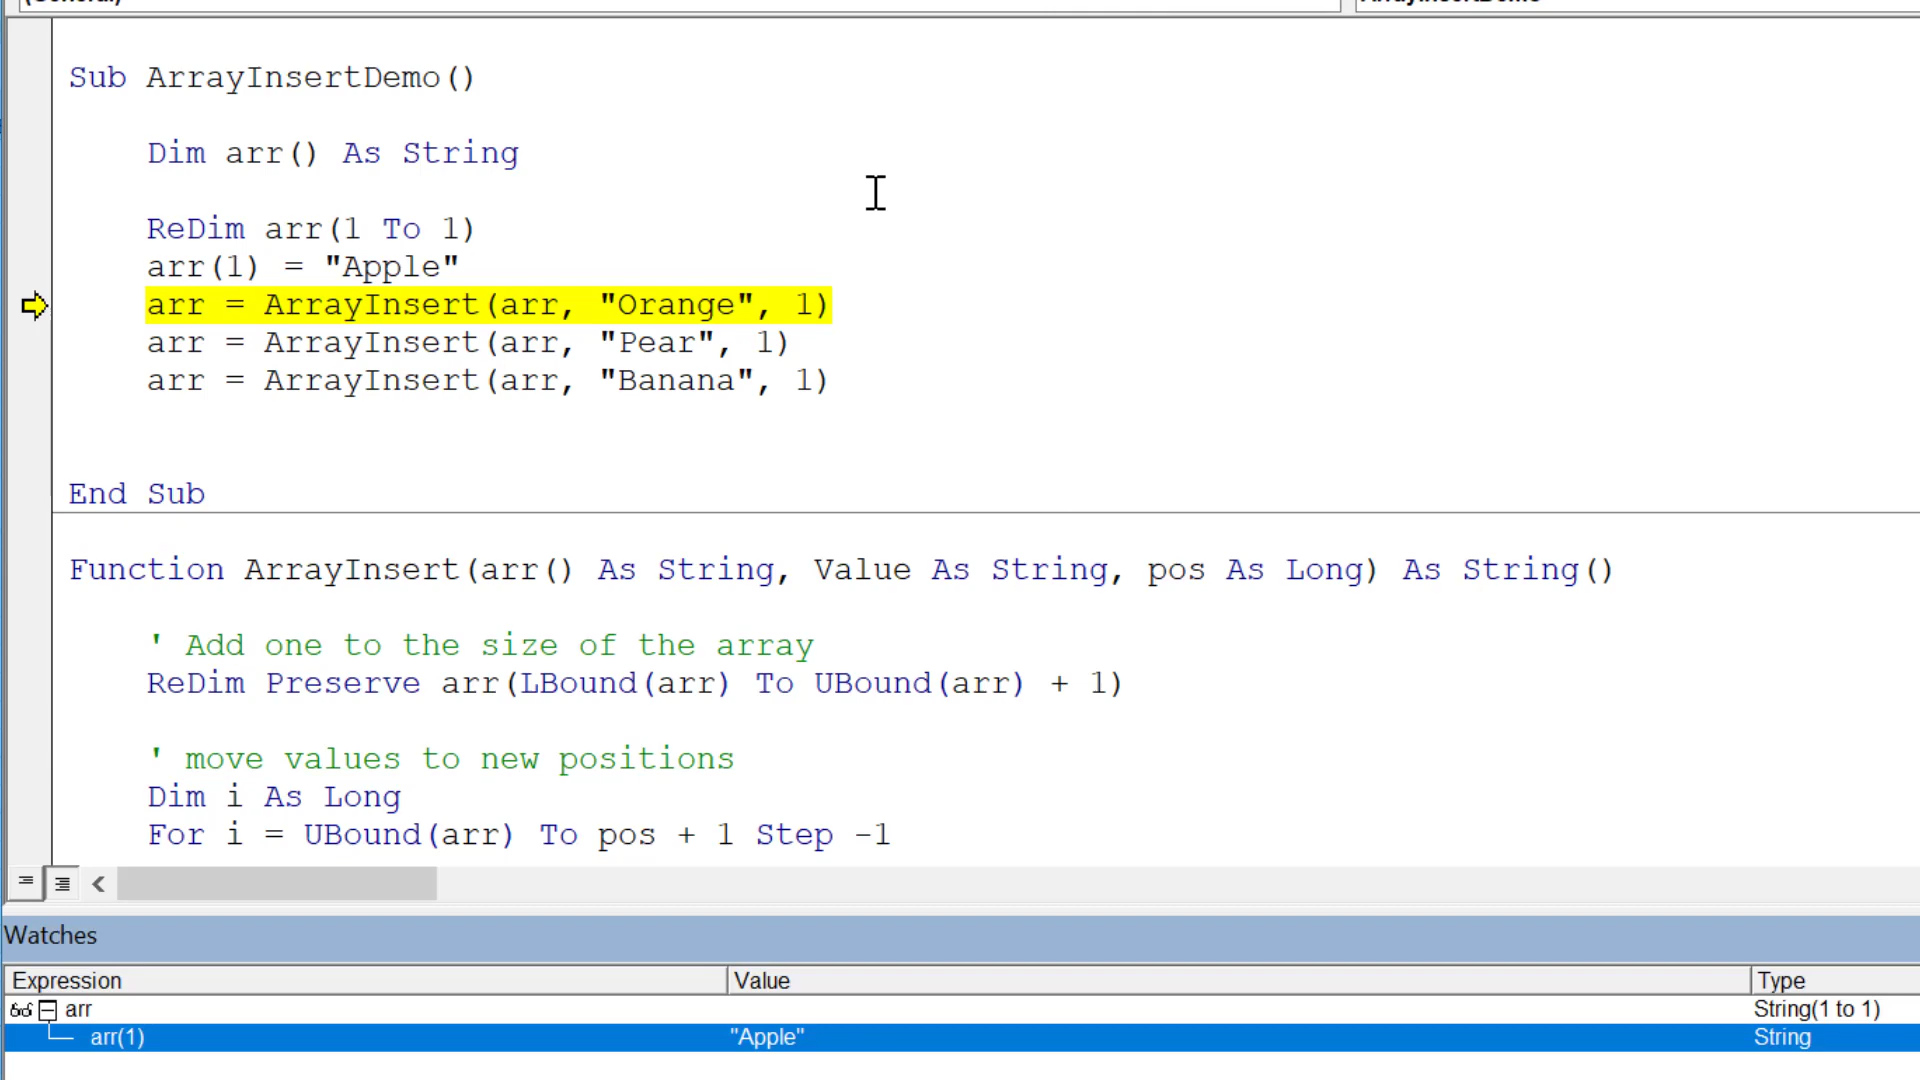 Sub ArrayInsertDemo()
Dim arr() As String
ReDim arr(1 To 1)
arr(1) = "Apple"
arr = ArrayInsert(arr, "Orange", 1)
arr = ArrayInsert(arr, "Pear", 1)
arr = ArrayInsert(arr, "Banana", 1)
End Sub
Function ArrayInsert(arr() As String, Value As String, pos As Long) As String()
' Add one to the size of the array
ReDim Preserve arr(LBound(arr) To UBound(arr) + 1)
' move values to new positions
Dim i As Long
For i = UBound(arr) To pos + 1 Step -1
Watches
Expression Value Type
arr String(1 to 1)
arr(1) "Apple" String